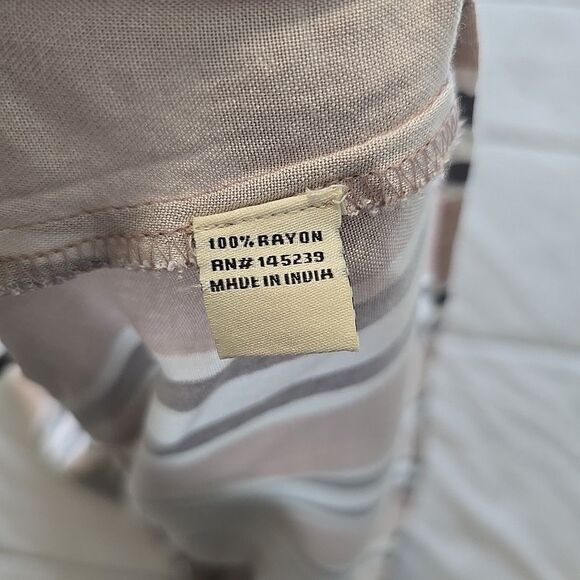 100% RAYON
RN# 145239
MADE IN INDIA